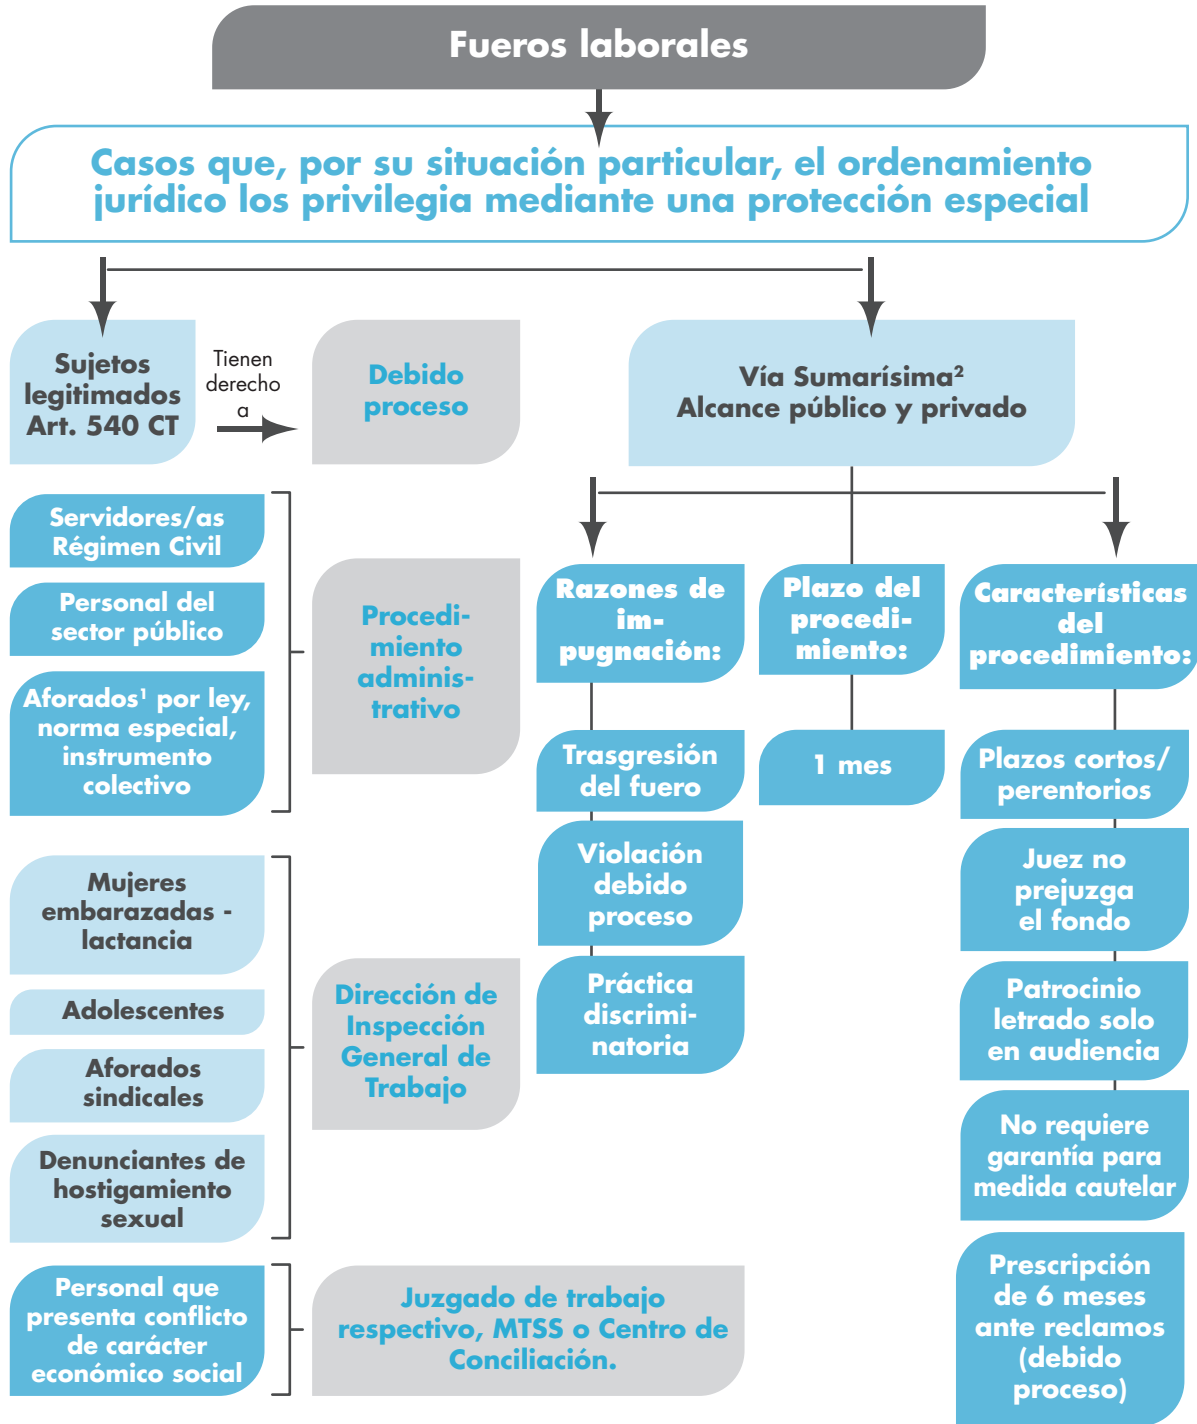 Fueros laborales
Casos que, por su situación particular, el ordenamiento
jurídico los privilegia mediante una protección especial
Sujetos
legitimados
Art. 540 CT
Tienen
derecho
a
Debido
proceso
Vía Sumarísima²
Alcance público y privado
Servidores/as
Régimen Civil
Personal del
sector público
Aforados¹ por ley,
norma especial,
instrumento
colectivo
Procedi-
miento
adminis-
trativo
Mujeres
embarazadas -
lactancia
Adolescentes
Aforados
sindicales
Denunciantes de
hostigamiento
sexual
Dirección de
Inspección
General de
Trabajo
Personal que
presenta conflicto
de carácter
económico social
Juzgado de trabajo
respectivo, MTSS o Centro de
Conciliación.
Razones de
im-
pugnación:
Trasgresión
del fuero
Violación
debido
proceso
Práctica
discrimi-
natoria
Plazo del
procedi-
miento:
1 mes
Características
del
procedimiento:
Plazos cortos/
perentorios
Juez no
prejuzga
el fondo
Patrocinio
letrado solo
en audiencia
No requiere
garantía para
medida cautelar
Prescripción
de 6 meses
ante reclamos
(debido
proceso)